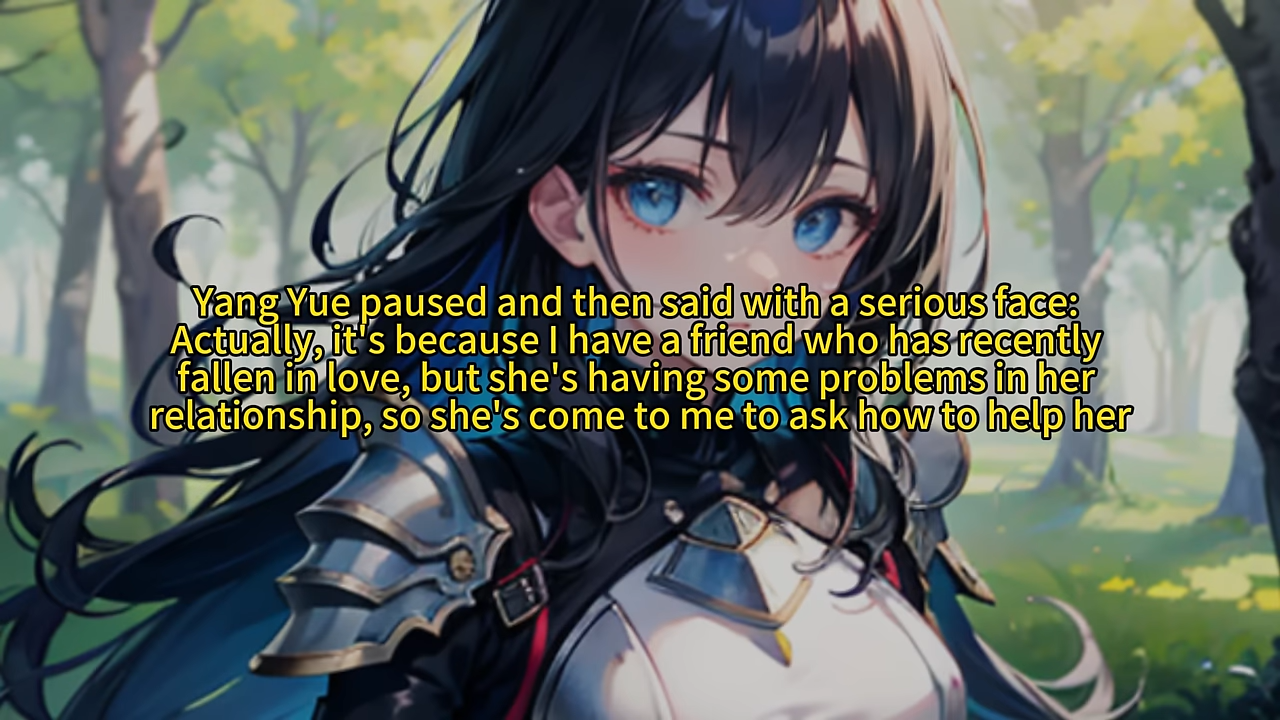 Yang Yue paused and then said with a serious face:
Actually, it's because I have a friend who has recently
fallen in love, but she's having some problems in her
relationship, so she's come to me to ask how to help her